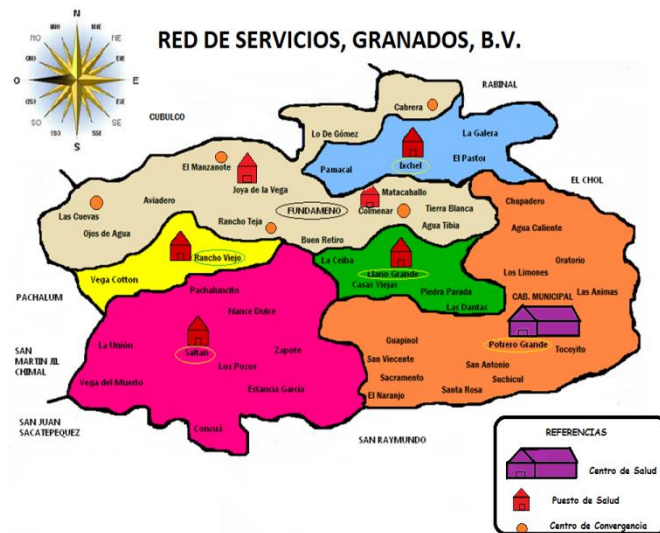 RED DE SERVICIOS, GRANADOS, B.V.
N
NNE
NE
ENE
E
ESE
SE
SSE
S
SSO
SO
OSO
O
ONO
NO
NNO
RABINAL
CUBULCO
Cabrera
Lo De Gómez
La Galera
Ixchel
El Pastor
Pamacal
El Manzanote
Joya de la Vega
EL CHOL
Matacaballo
Chupadero
Aviadero
Las Cuevas
FUNDAMENO
Colmenar
Tierra Blanca
Rancho Teja
Agua Tibia
Agua Caliente
Ojos de Agua
Buen Retiro
Oratorio
Rancho Viejo
La Ceiba
Llano Grande
Los Limones
Vega Cotton
Casas Viejas
Piedra Parada
Las Animas
Pachaluncito
CAB. MUNICIPAL
PACHALUM
Las Dantas
Nance Dulce
Guapinol
Potrero Grande
Tocoyito
La Unión
Saltan
Zapote
San Viecente
San Antonio
SAN
MARTIN JIL
CHIMAL
Los Pozos
Sacramento
Suchicul
Vega del Muerto
Estancia García
El Naranjo
Santa Rosa
SAN JUAN
SACATEPEQUEZ
Concuá
SAN RAYMUNDO
REFERENCIAS
Centro de Salud
Puesto de Salud
Centro de Convergencia